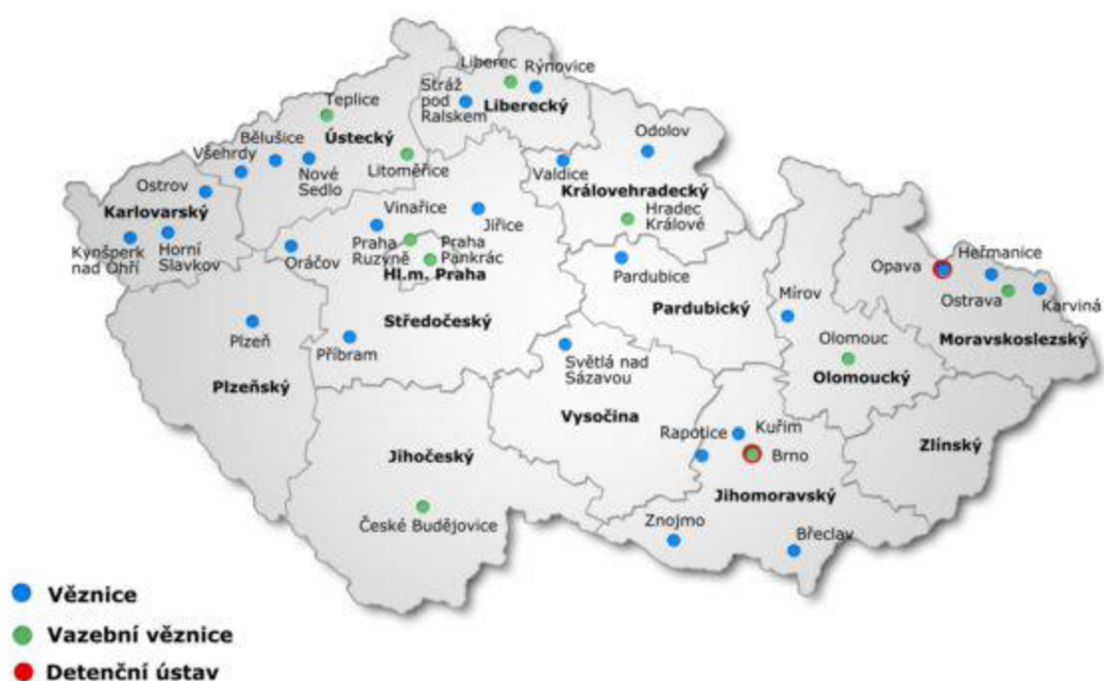 Liberec
Rýnovice
Stráž
pod
Ralskem
Liberecký
Teplice
Ústecký
Bělušice
Všehrdy
Nové
Sedlo
Litoměřice
Odolov
Valdice
Královehradecký
Hradec
Králové
Ostrov
Karlovarský
Kynšperk
nad Ohří
Horní
Slavkov
Vinařice
Jiřice
Oráčov
Praha
Ruzyně
Praha
Pankrác
Hl.m. Praha
Středočeský
Pardubice
Pardubický
Opava
Heřmanice
Ostrava
Karviná
Moravskoslezský
Mírov
Olomouc
Olomoucký
Plzeň
Plzeňský
Příbram
Světlá nad
Sázavou
Vysočina
Zlínský
Rapotice
Kuřim
Brno
Jihomoravský
Jihočeský
České Budějovice
Znojmo
Břeclav
Věznice
Vazební věznice
Detenční ústav